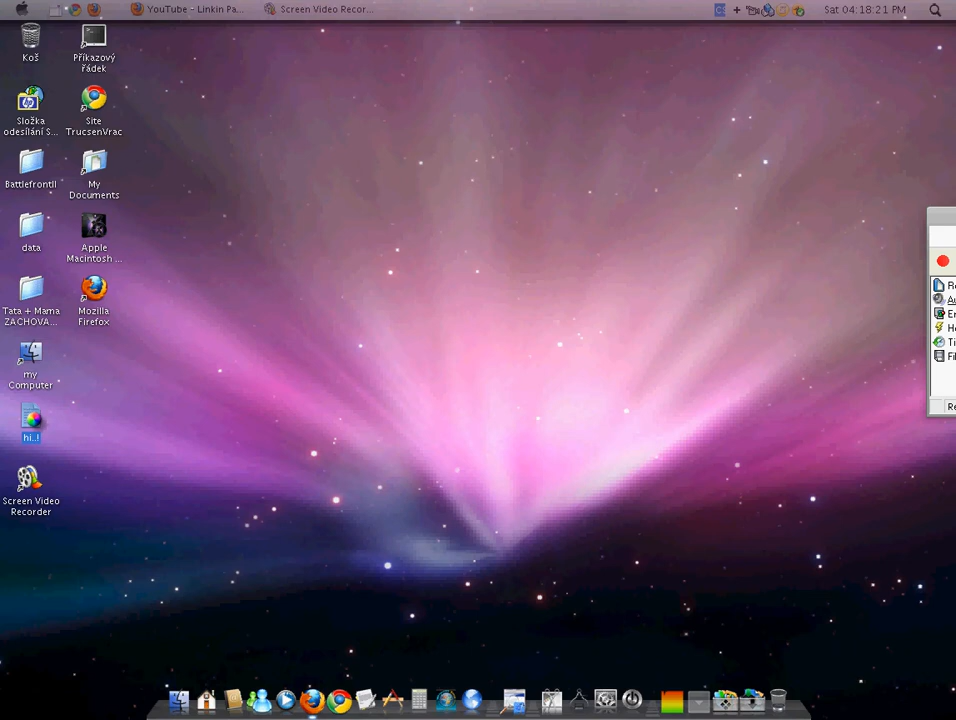 YouTube - Linkin Pa...
Screen Video Recor...
Sat 04:18:21 PM
Koš
Příkazový
řádek
Složka
odesílání S...
Site
TrucsenVrac
BattlefrontII
My
Documents
data
Apple
Macintosh ...
Tata + Mama
ZACHOVA...
Mozilla
Firefox
my
Computer
hi..!
Screen Video
Recorder